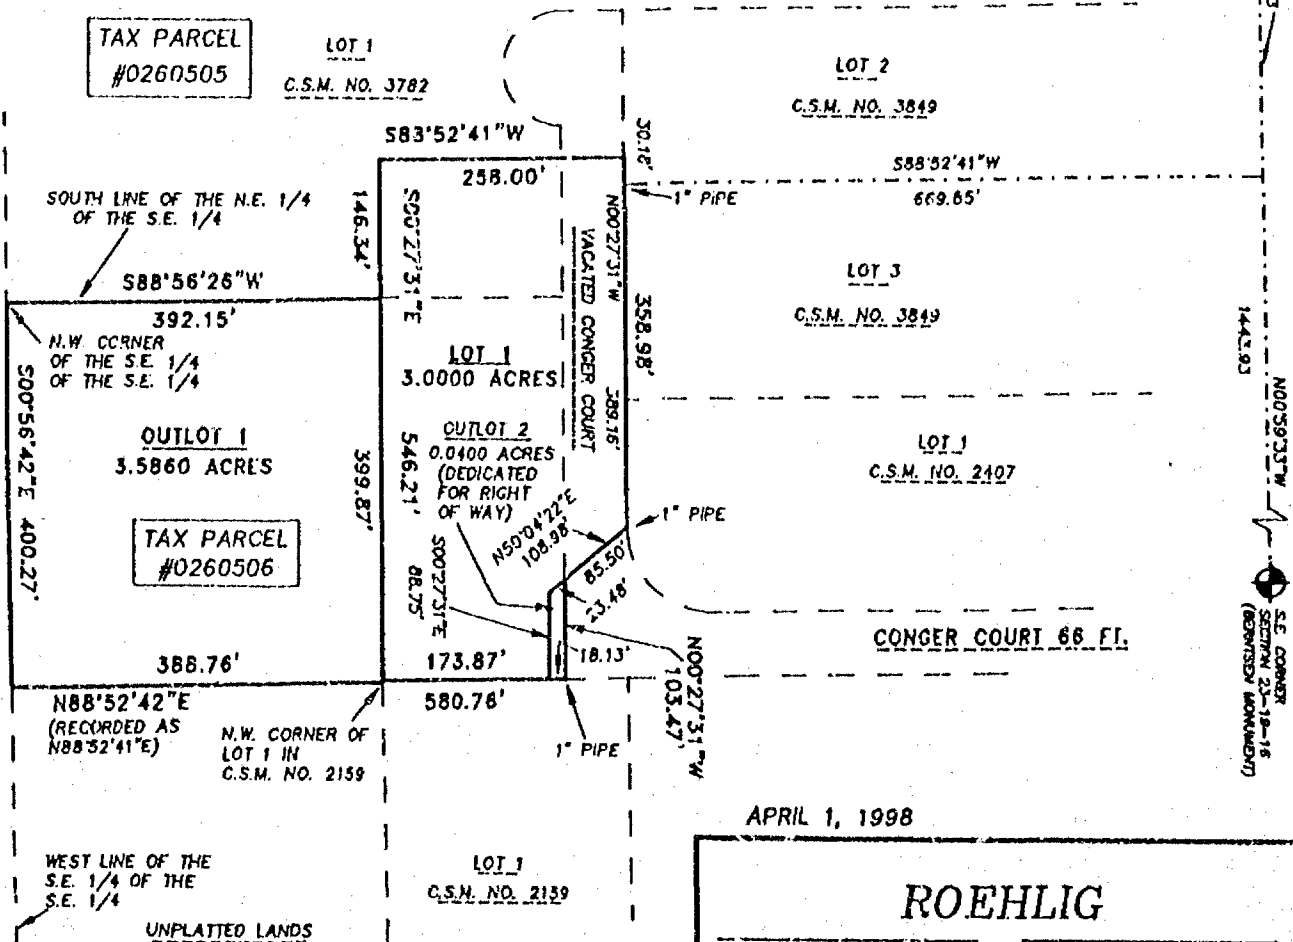 TAX PARCEL
#0260505
LOT 1
C.S.M. NO. 3782
LOT 2
C.S.M. NO. 3849
S83°52'41"W
258.00'
30.18'
S88°52'41"W
669.65'
1" PIPE
SOUTH LINE OF THE N.E. 1/4
OF THE S.E. 1/4
146.34'
S00°27'31"E
N00°27'31"W
VACATED CONGER COURT
358.98'
389.16'
LOT 3
C.S.M. NO. 3849
S88°56'26"W
392.15'
N.W. CORNER
OF THE S.E. 1/4
OF THE S.E. 1/4
LOT 1
3.0000 ACRES
1443.93
N00°59'33"W
S00°56'42"E 400.27'
OUTLOT 1
3.5860 ACRES
399.87'
546.21'
OUTLOT 2
0.0400 ACRES
(DEDICATED
FOR RIGHT
OF WAY)
LOT 1
C.S.M. NO. 2407
TAX PARCEL
#0260506
N50°04'22"E
108.98'
1" PIPE
85.50'
23.48'
S00°27'31"E
88.75'
18.13'
N00°27'31"W
103.47'
CONGER COURT 66 FT.
S.E. CORNER
SECTION 23-18-16
(BERNTSEN MONUMENT)
388.76'
173.87'
580.76'
N88°52'42"E
(RECORDED AS
N88°52'41"E)
N.W. CORNER OF
LOT 1 IN
C.S.M. NO. 2159
1" PIPE
APRIL 1, 1998
WEST LINE OF THE
S.E. 1/4 OF THE
S.E. 1/4
LOT 1
C.S.M. NO. 2159
UNPLATTED LANDS
ROEHLIG